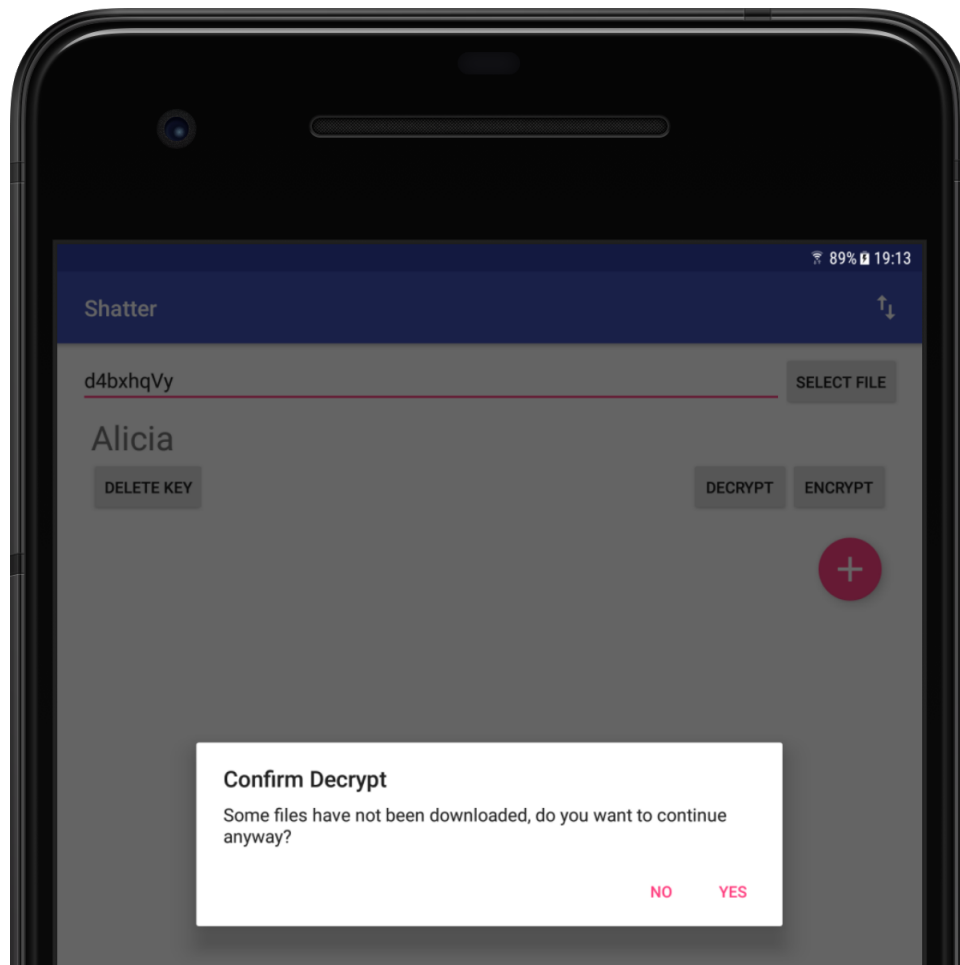 89% 19:13
Shatter
d4bxhqVy
SELECT FILE
Alicia
DELETE KEY
DECRYPT
ENCRYPT
Confirm Decrypt
Some files have not been downloaded, do you want to continue
anyway?
NO
YES